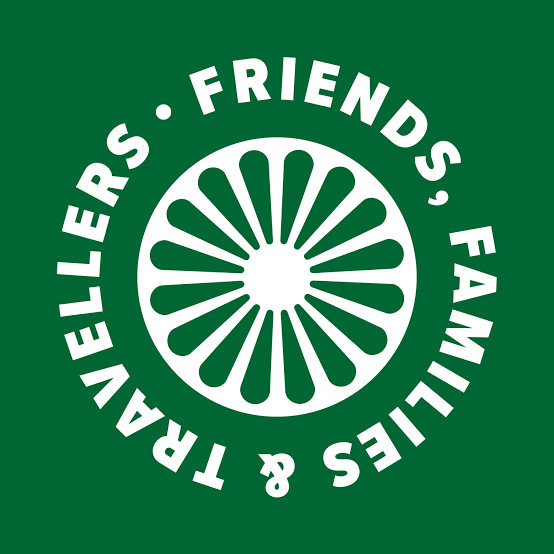 FRIENDS, FAMILIES & TRAVELLERS •